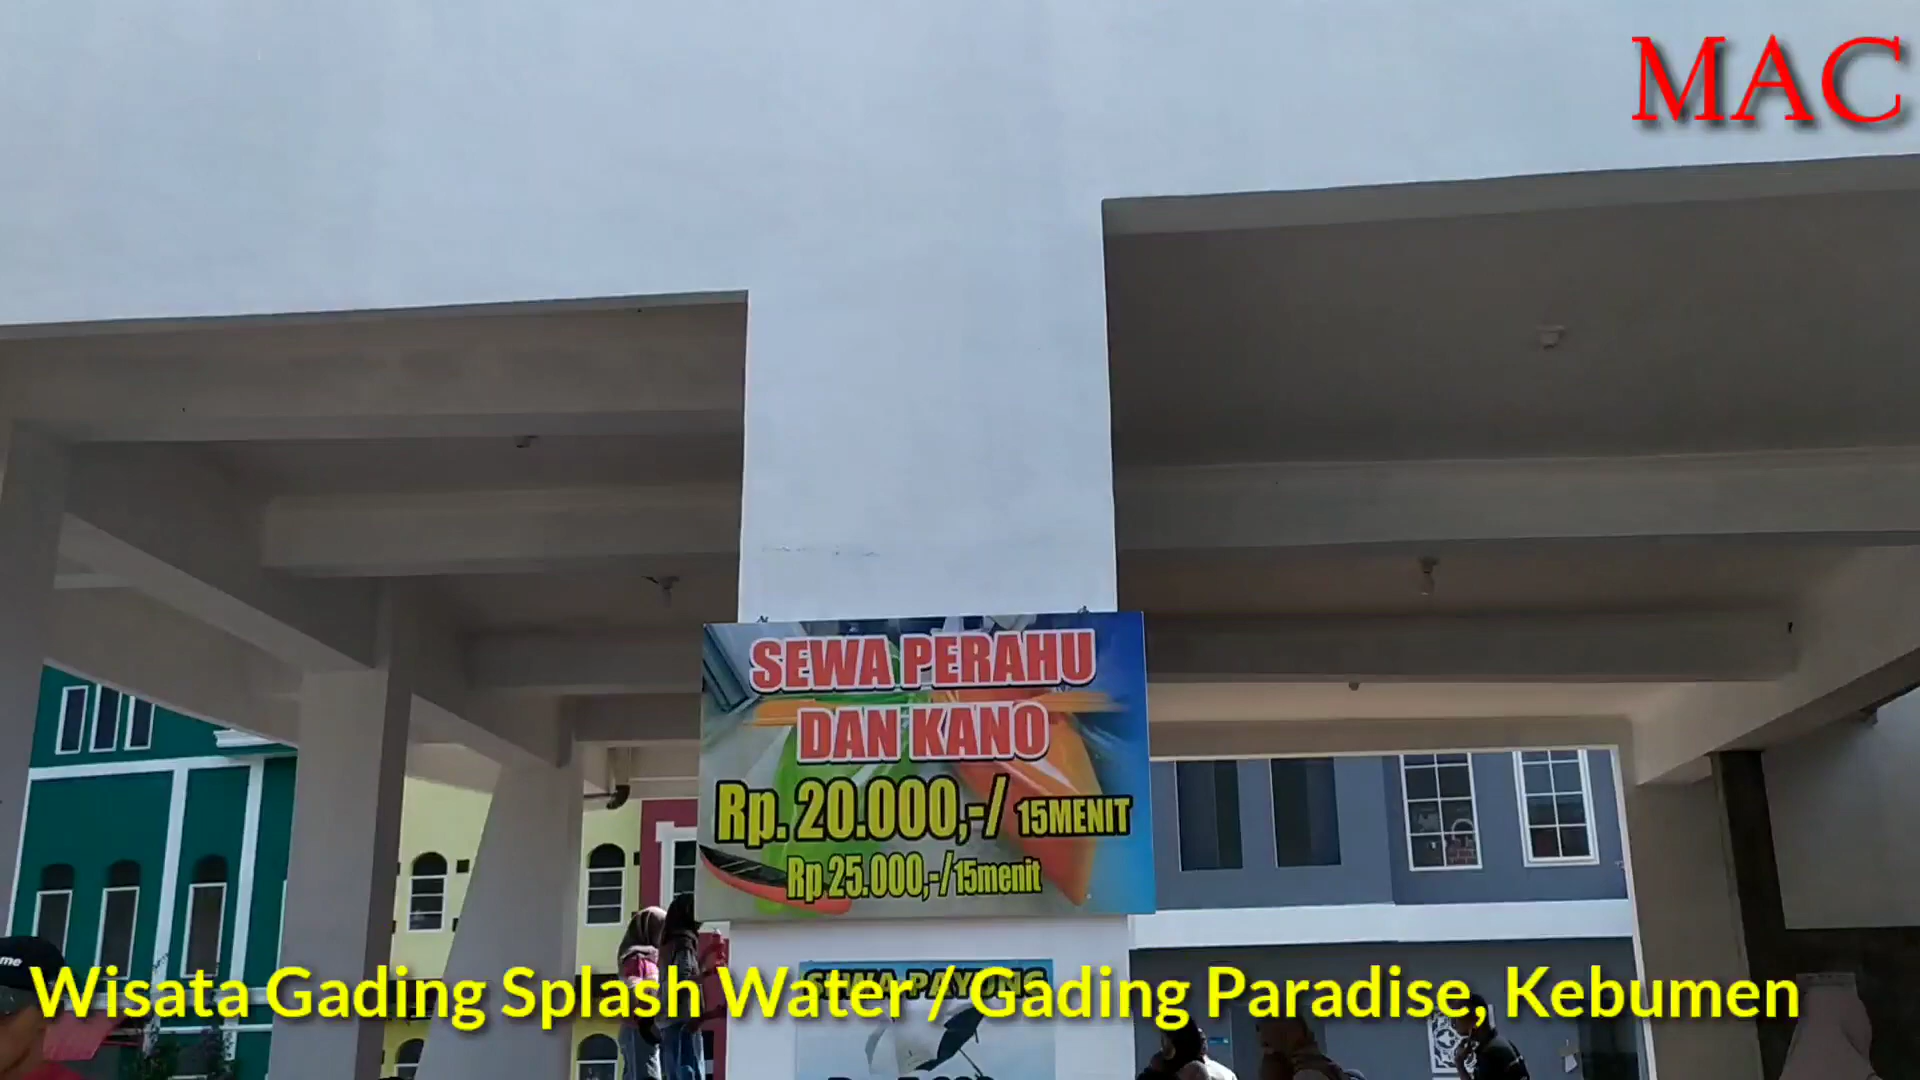 MAC
SEWA PERAHU
DAN KANO
Rp. 20.000,-/ 15MENIT
Rp 25.000,-/15menit
Wisata Gading Splash Water / Gading Paradise, Kebumen